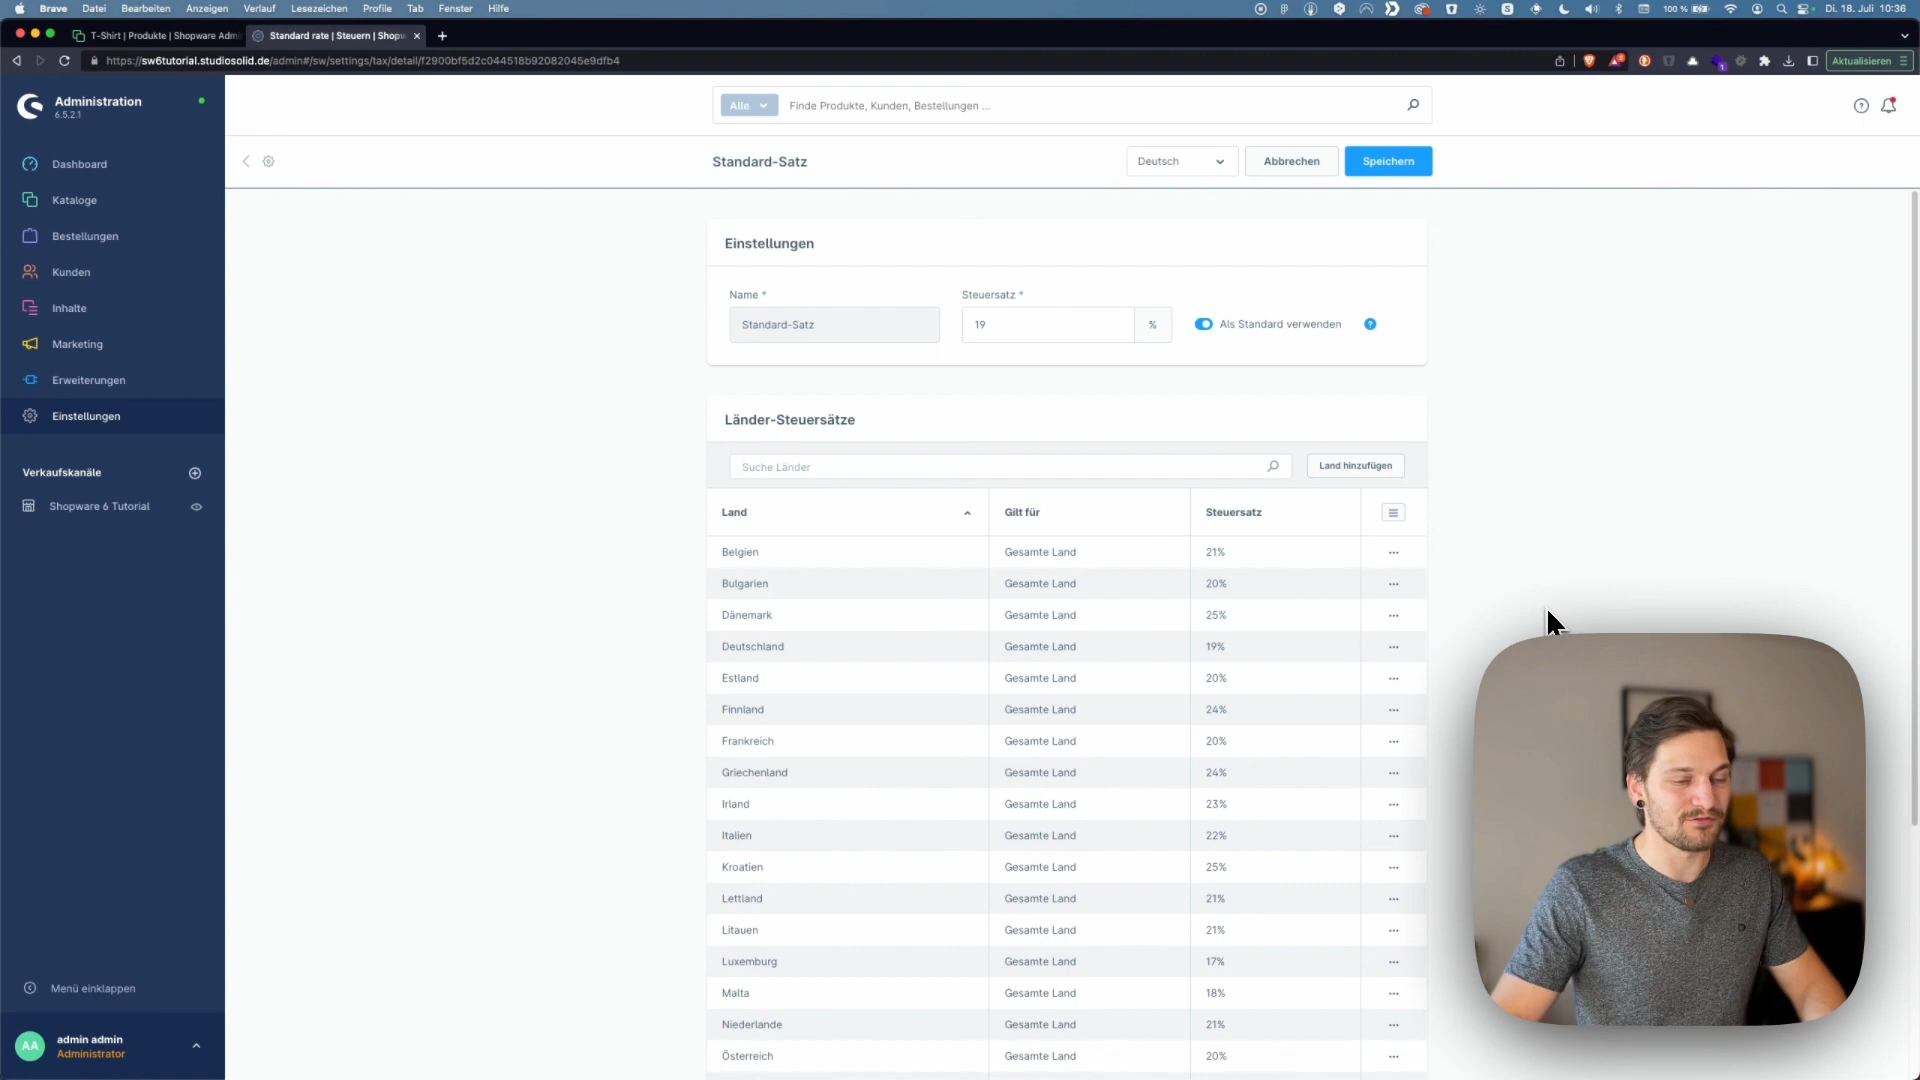 Brave Datei Bearbeiten Anzeigen Verlauf Lesezeichen Profile Tab Fenster Hilfe 100 % Di. 18. Juli 10:36
T-Shirt | Produkte | Shopware Admi
Standard rate | Steuern | Shopw
https://sw6tutorial.studiosolid.de/admin#/sw/settings/tax/detail/f2900bf5d2c044518b92082045e9dfb4
Aktualisieren
Administration
6.5.2.1
Alle Finde Produkte, Kunden, Bestellungen ...
Standard-Satz Deutsch Abbrechen Speichern
Dashboard
Kataloge
Bestellungen
Kunden
Inhalte
Marketing
Erweiterungen
Einstellungen
Verkaufskanäle
Shopware 6 Tutorial
Menü einklappen
AA
admin admin
Administrator
Einstellungen
Name * Steuersatz *
Standard-Satz 19 % Als Standard verwenden ?
Länder-Steuersätze
Suche Länder Land hinzufügen
Land Gilt für Steuersatz
Belgien Gesamte Land 21%
Bulgarien Gesamte Land 20%
Dänemark Gesamte Land 25%
Deutschland Gesamte Land 19%
Estland Gesamte Land 20%
Finnland Gesamte Land 24%
Frankreich Gesamte Land 20%
Griechenland Gesamte Land 24%
Irland Gesamte Land 23%
Italien Gesamte Land 22%
Kroatien Gesamte Land 25%
Lettland Gesamte Land 21%
Litauen Gesamte Land 21%
Luxemburg Gesamte Land 17%
Malta Gesamte Land 18%
Niederlande Gesamte Land 21%
Österreich Gesamte Land 20%